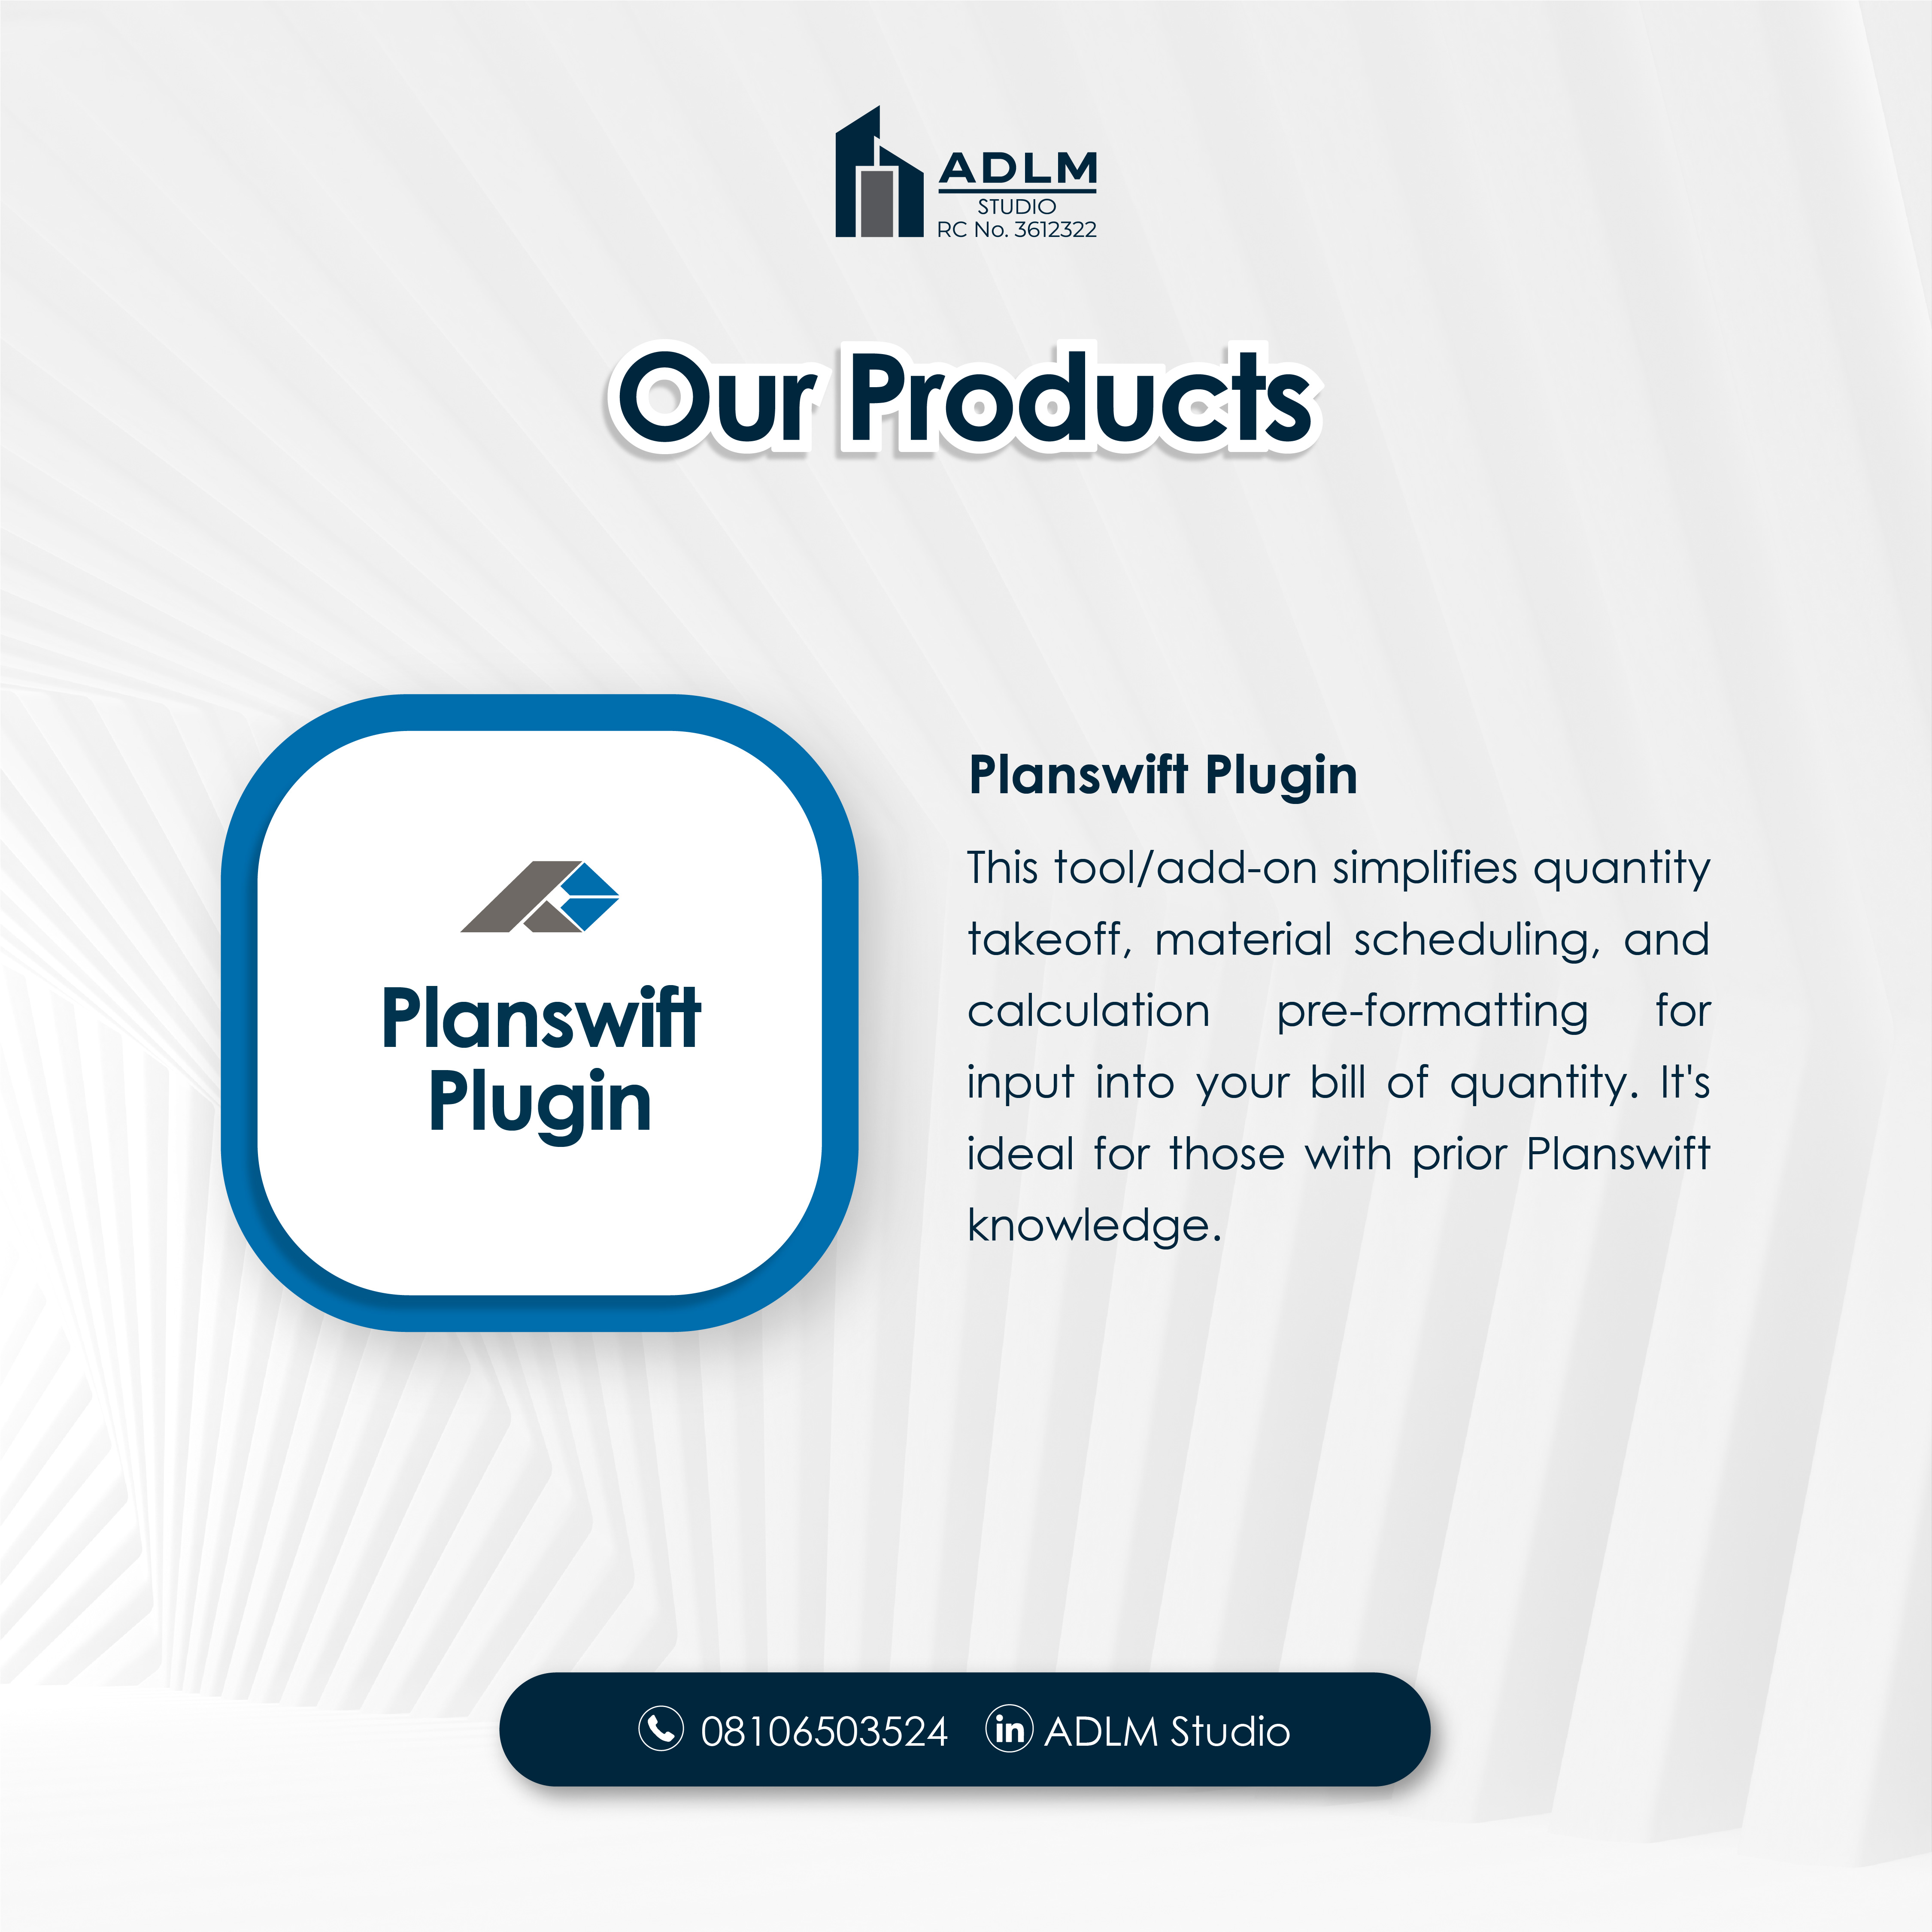 ADLM
STUDIO
RC No. 3612322
Our Products
Planswift
Plugin
Planswift Plugin
This tool/add-on simplifies quantity
takeoff, material scheduling, and
calculation pre-formatting for
input into your bill of quantity. It's
ideal for those with prior Planswift
knowledge.
08106503524 in ADLM Studio